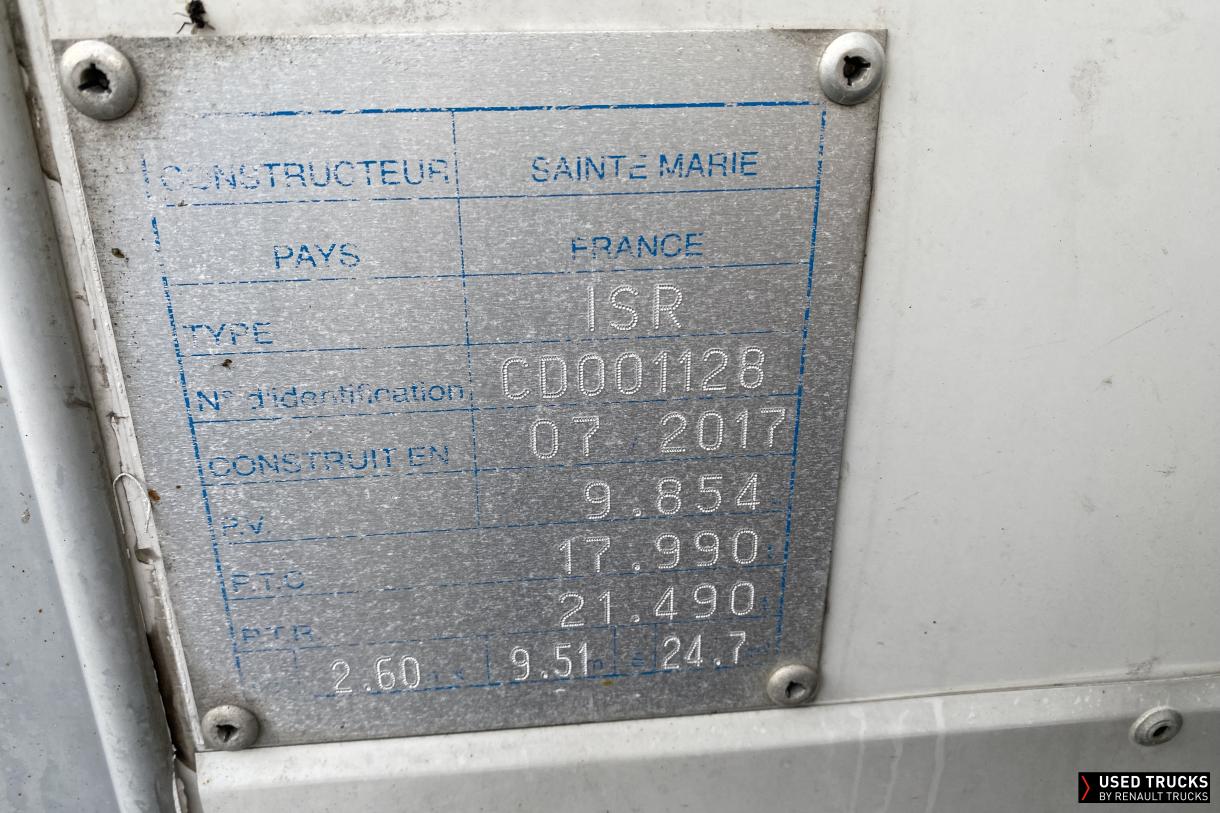 CONSTRUCTEUR SAINTE MARIE
PAYS FRANCE
TYPE ISR
N° d'identification CD001128
CONSTRUIT EN 07 / 2017
P.V. 9.854
P.T.C 17.990 t
P.T.R 21.490 t
2.60 9.51 = 24.7
USED TRUCKS
BY RENAULT TRUCKS